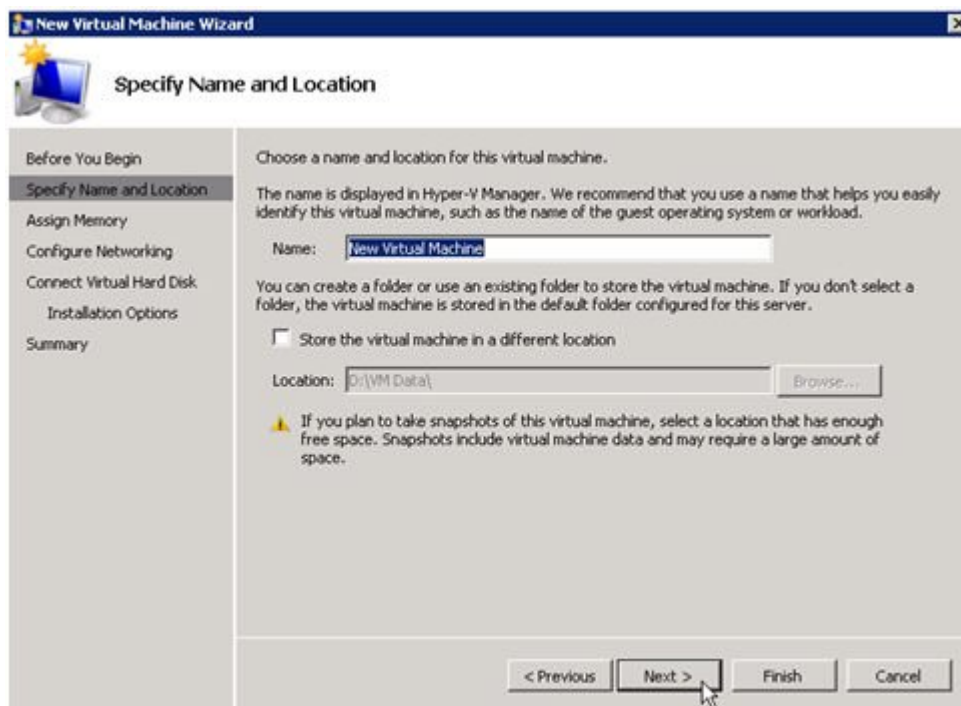 New Virtual Machine Wizard
Specify Name and Location
Before You Begin
Specify Name and Location
Assign Memory
Configure Networking
Connect Virtual Hard Disk
Installation Options
Summary
Choose a name and location for this virtual machine.
The name is displayed in Hyper-V Manager. We recommend that you use a name that helps you easily
identify this virtual machine, such as the name of the guest operating system or workload.
Name: New Virtual Machine
You can create a folder or use an existing folder to store the virtual machine. If you don't select a
folder, the virtual machine is stored in the default folder configured for this server.
Store the virtual machine in a different location
Location: D:\VM Data\ Browse...
If you plan to take snapshots of this virtual machine, select a location that has enough
free space. Snapshots include virtual machine data and may require a large amount of
space.
< Previous Next > Finish Cancel